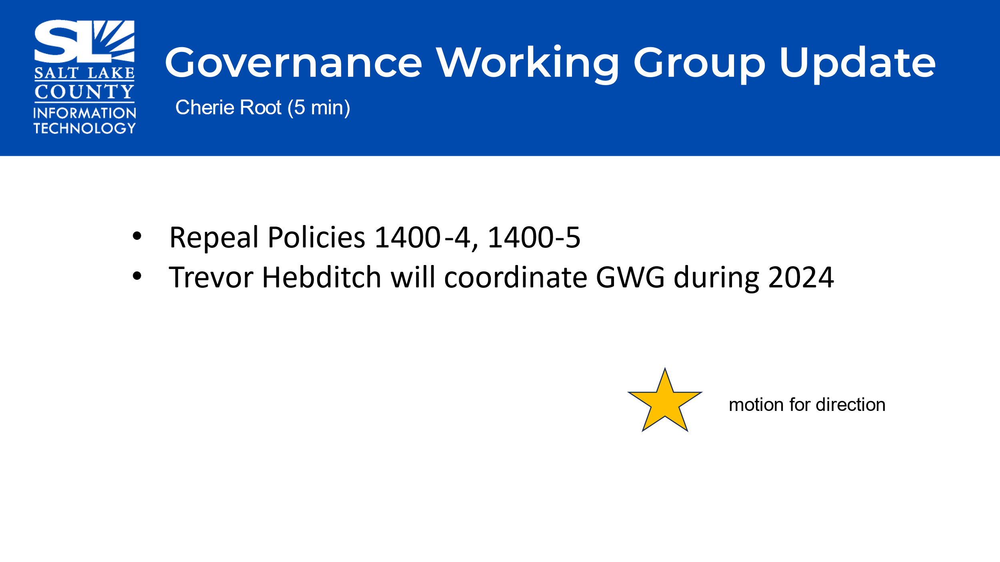 SL
SALT LAKE
COUNTY
INFORMATION
TECHNOLOGY
Governance Working Group Update
Cherie Root (5 min)
• Repeal Policies 1400-4, 1400-5
• Trevor Hebditch will coordinate GWG during 2024
motion for direction